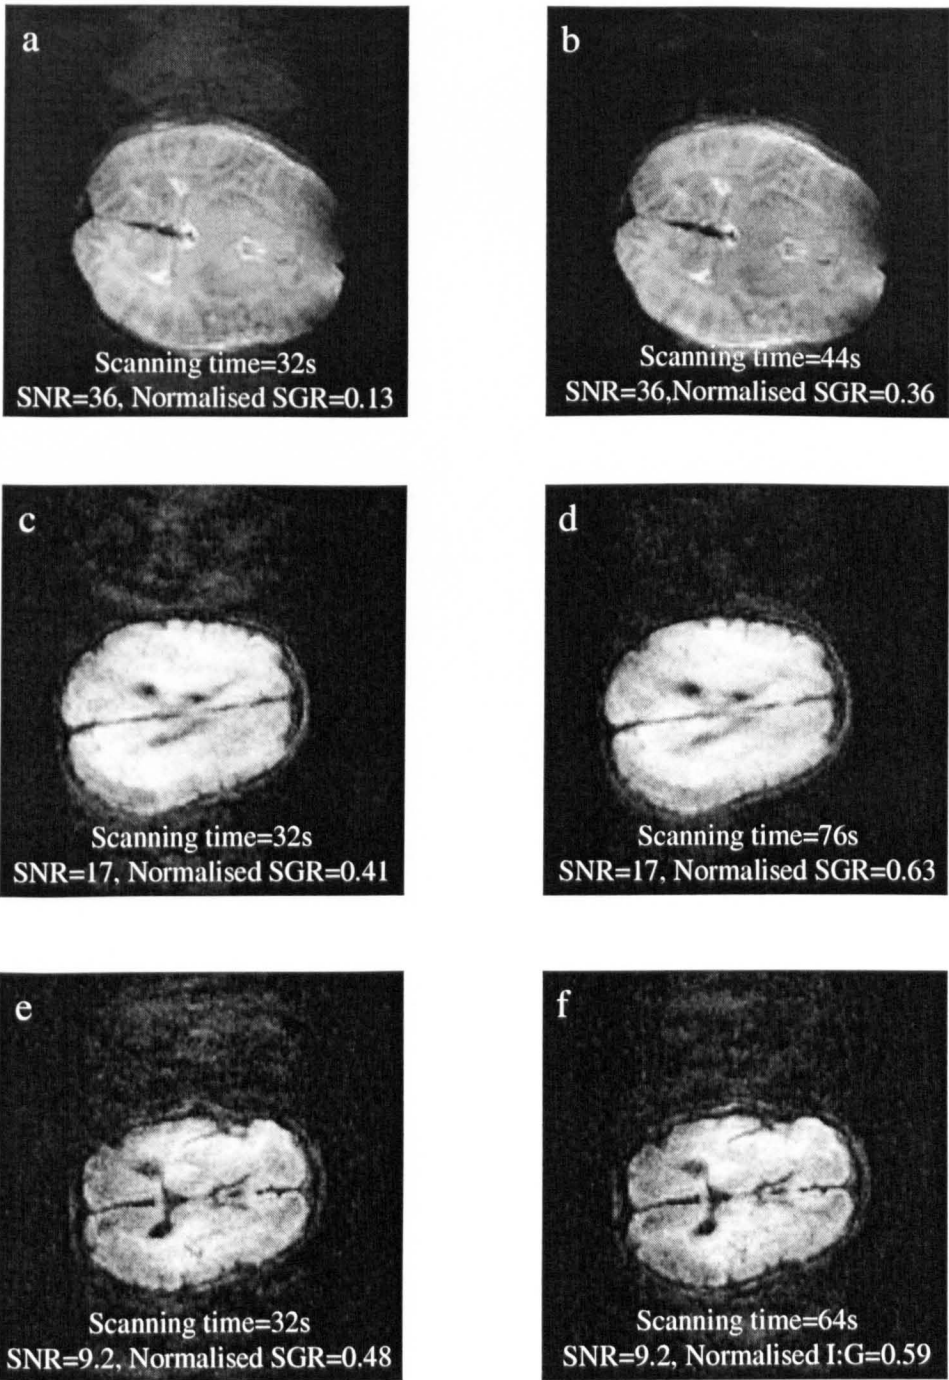 a
Scanning time=32s
SNR=36, Normalised SGR=0.13
b
Scanning time=44s
SNR=36,Normalised SGR=0.36
c
Scanning time=32s
SNR=17, Normalised SGR=0.41
d
Scanning time=76s
SNR=17, Normalised SGR=0.63
e
Scanning time=32s
SNR=9.2, Normalised SGR=0.48
f
Scanning time=64s
SNR=9.2, Normalised I:G=0.59